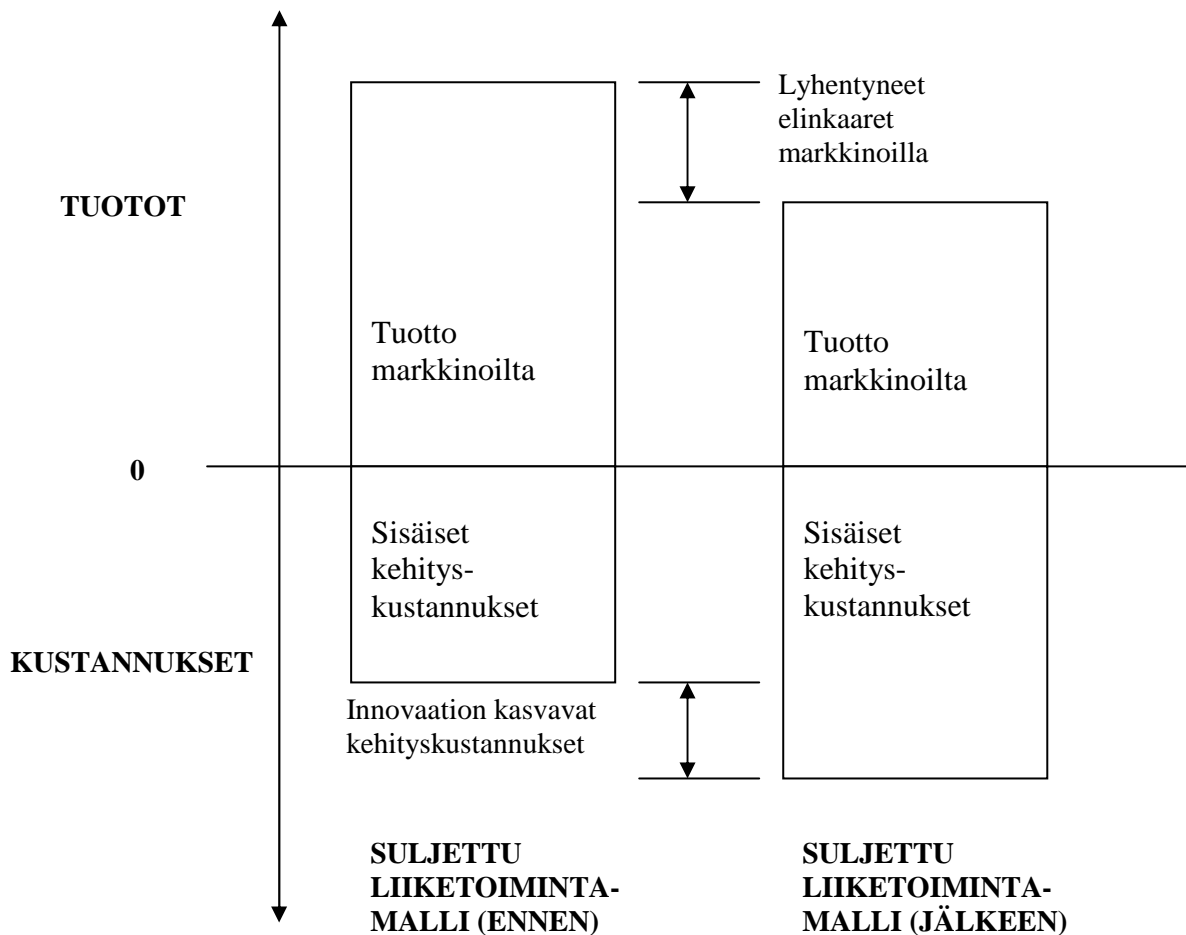 Lyhentyneet
elinkaaret
markkinoilla
TUOTOT
Tuotto
markkinoilta
Tuotto
markkinoilta
0
Sisäiset
kehitys-
kustannukset
Sisäiset
kehitys-
kustannukset
KUSTANNUKSET
Innovaation kasvavat
kehityskustannukset
SULJETTU
LIIKETOIMINTA-
MALLI (ENNEN)
SULJETTU
LIIKETOIMINTA-
MALLI (JÄLKEEN)